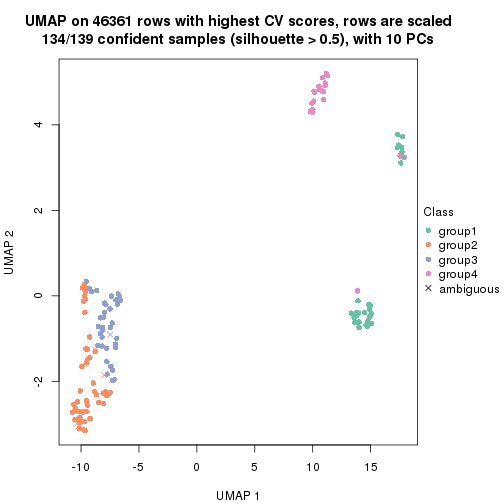 UMAP on 46361 rows with highest CV scores, rows are scaled
134/139 confident samples (silhouette > 0.5), with 10 PCs
4
2
0
-2
UMAP 2
-10
-5
0
5
10
15
UMAP 1
Class
group1
group2
group3
group4
ambiguous